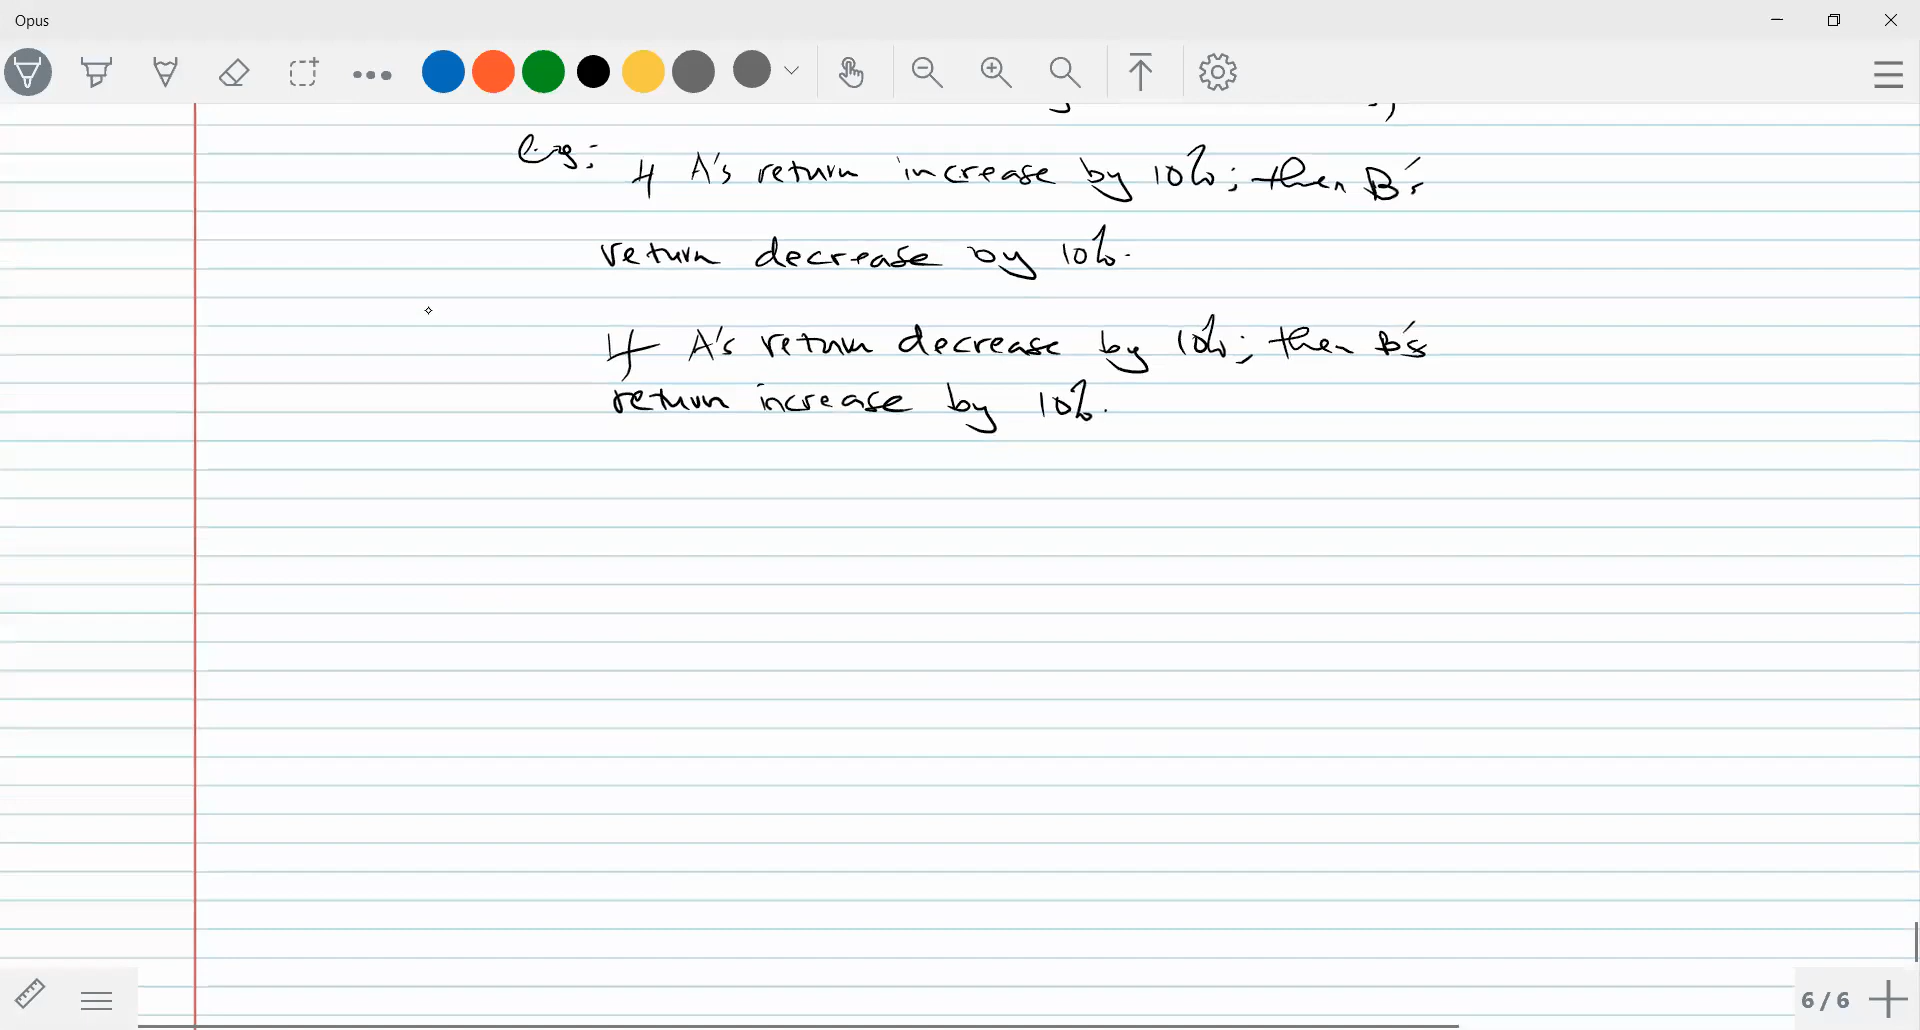 Opus
e.g:
If A's return increase by 10%; then B's
return decrease by 10%.
If A's return decrease by 10%; then B's
return increase by 10%.
6 / 6